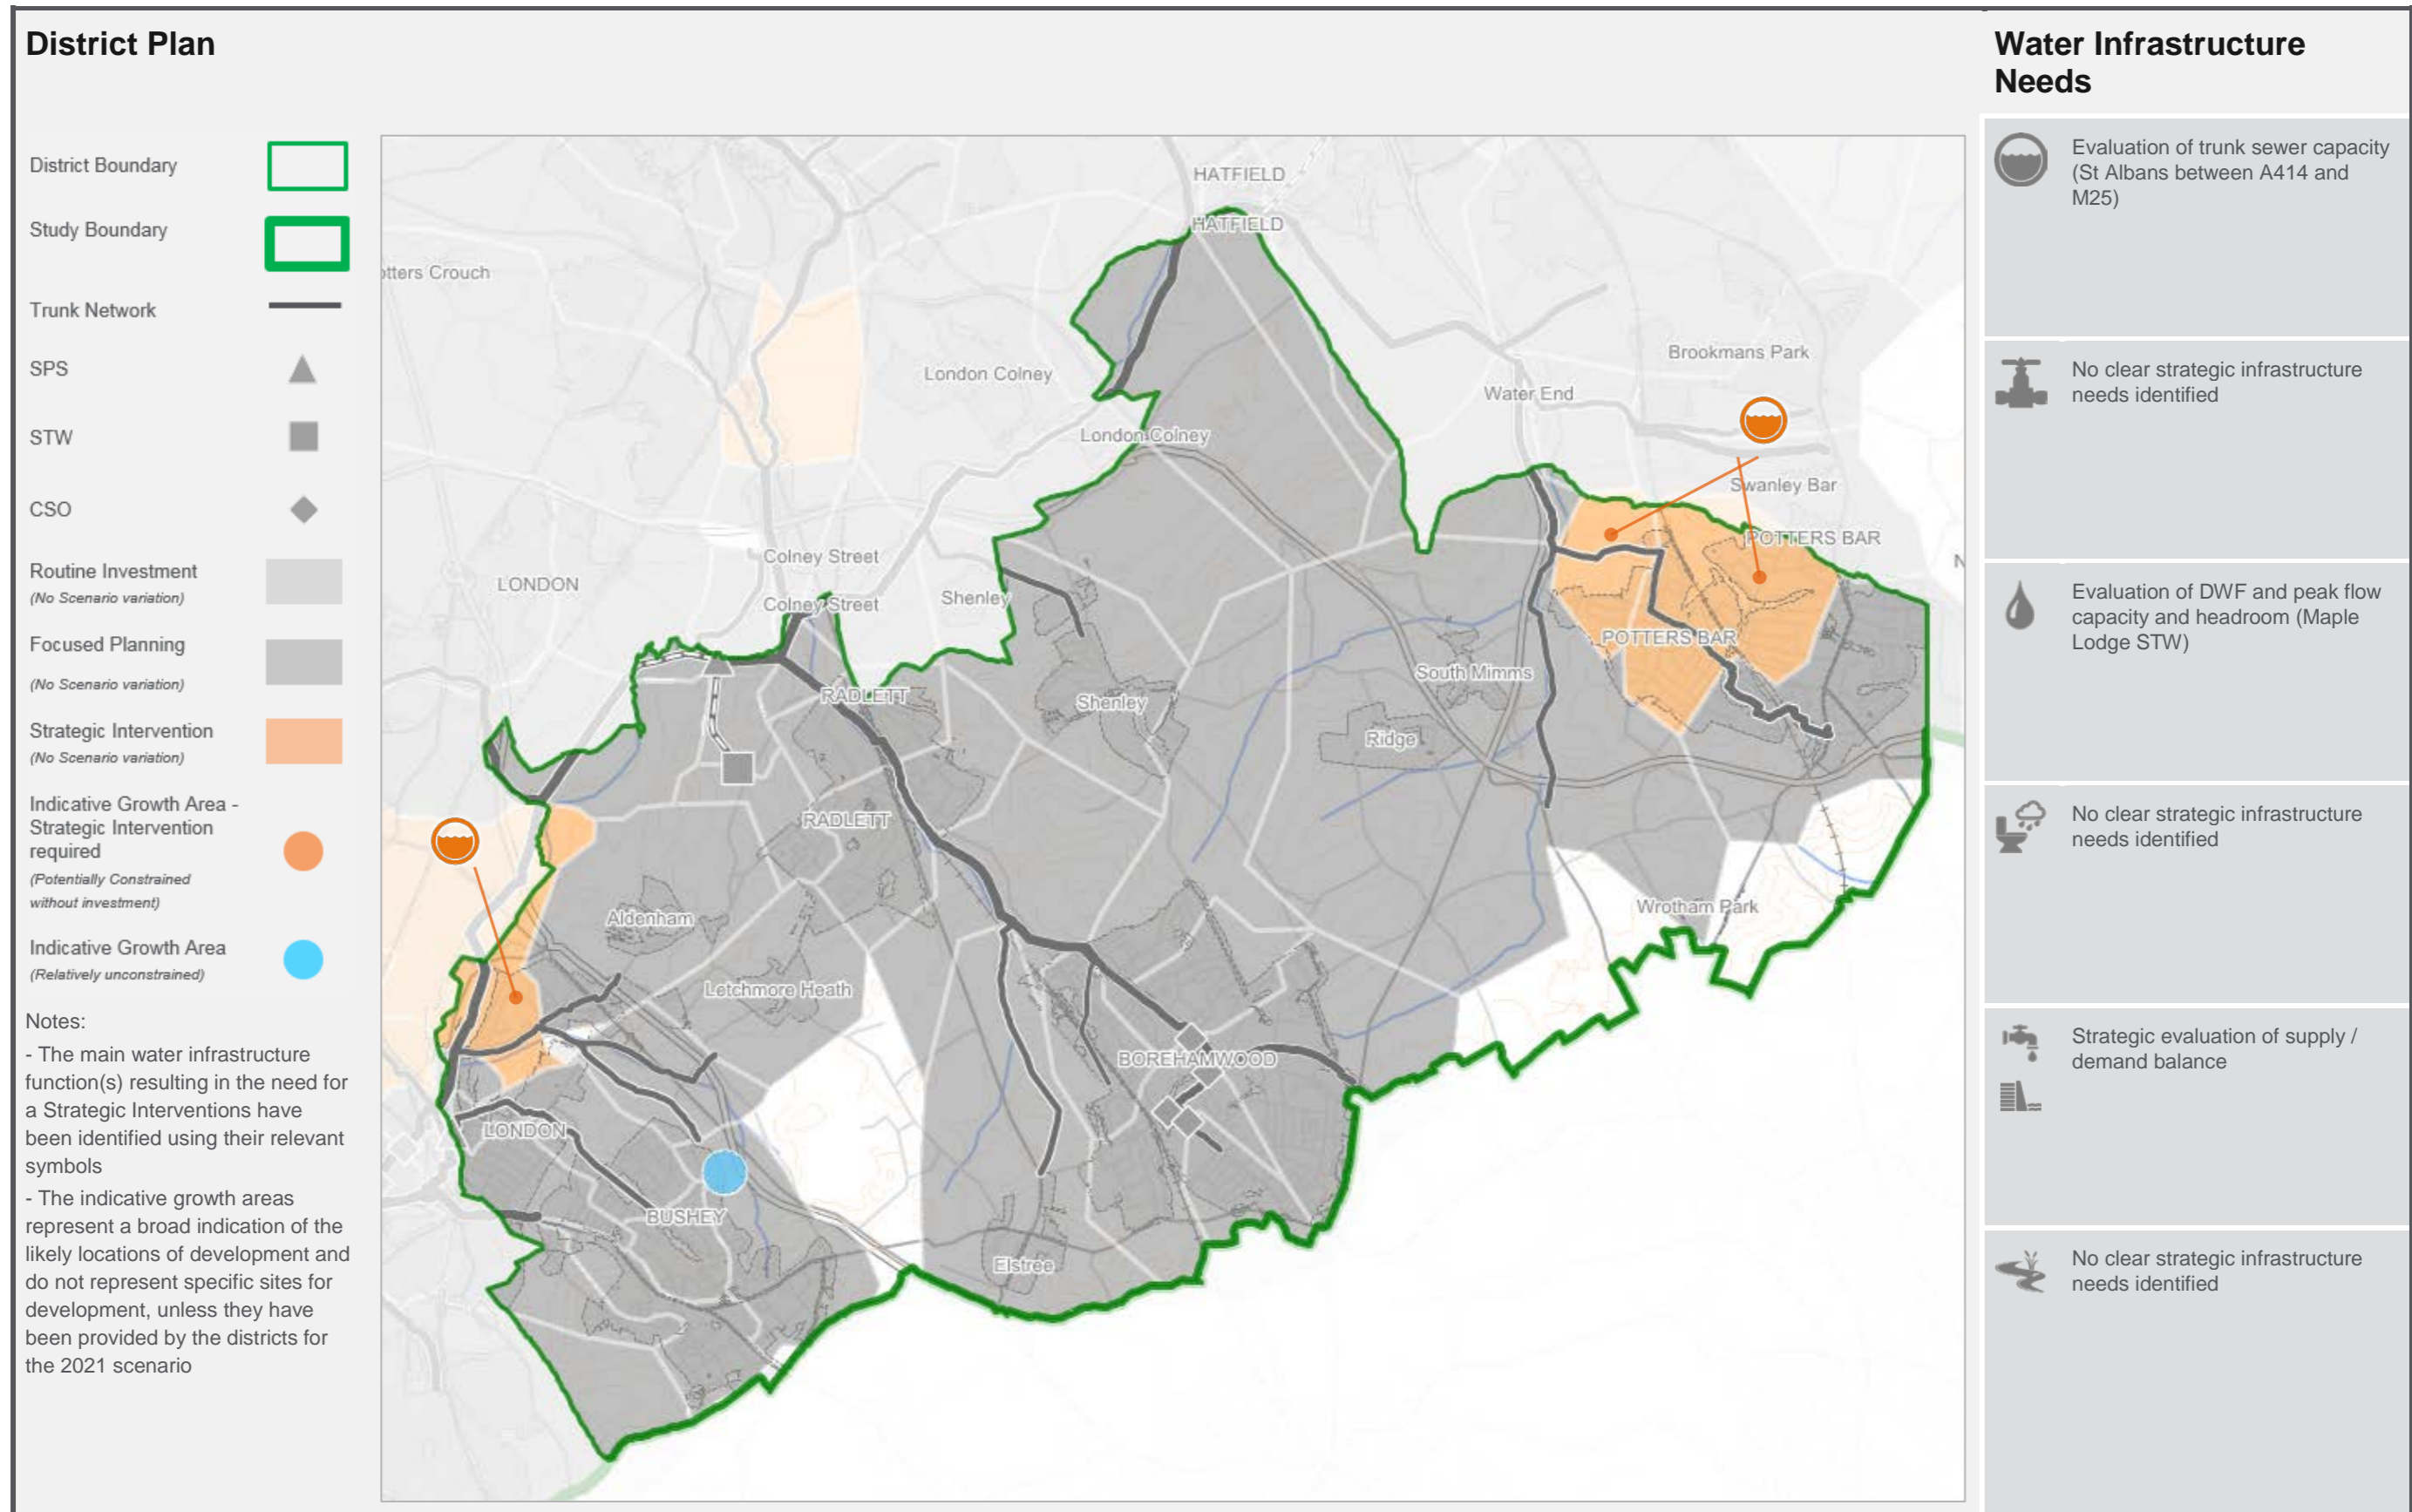 District Plan
District Boundary
Study Boundary
Trunk Network
SPS
STW
CSO
Routine Investment
(No Scenario variation)
Focused Planning
(No Scenario variation)
Strategic Intervention
(No Scenario variation)
Indicative Growth Area -
Strategic Intervention
required
(Potentially Constrained
without investment)
Indicative Growth Area
(Relatively unconstrained)
Notes:
- The main water infrastructure
function(s) resulting in the need for
a Strategic Interventions have
been identified using their relevant
symbols
- The indicative growth areas
represent a broad indication of the
likely locations of development and
do not represent specific sites for
development, unless they have
been provided by the districts for
the 2021 scenario
HATFIELD
HATFIELD
otters Crouch
Brookmans Park
London Colney
Water End
London Colney
Swanley Bar
POTTERS BAR
Colney Street
LONDON
Colney Street
Shenley
POTTERS BAR
South Mimms
RADLETT
Shenley
Ridge
RADLETT
Wrotham Park
Aldenham
Letchmore Heath
BOREHAMWOOD
LONDON
BUSHEY
Elstree
N
Water Infrastructure
Needs
Evaluation of trunk sewer capacity
(St Albans between A414 and
M25)
No clear strategic infrastructure
needs identified
Evaluation of DWF and peak flow
capacity and headroom (Maple
Lodge STW)
No clear strategic infrastructure
needs identified
Strategic evaluation of supply /
demand balance
No clear strategic infrastructure
needs identified